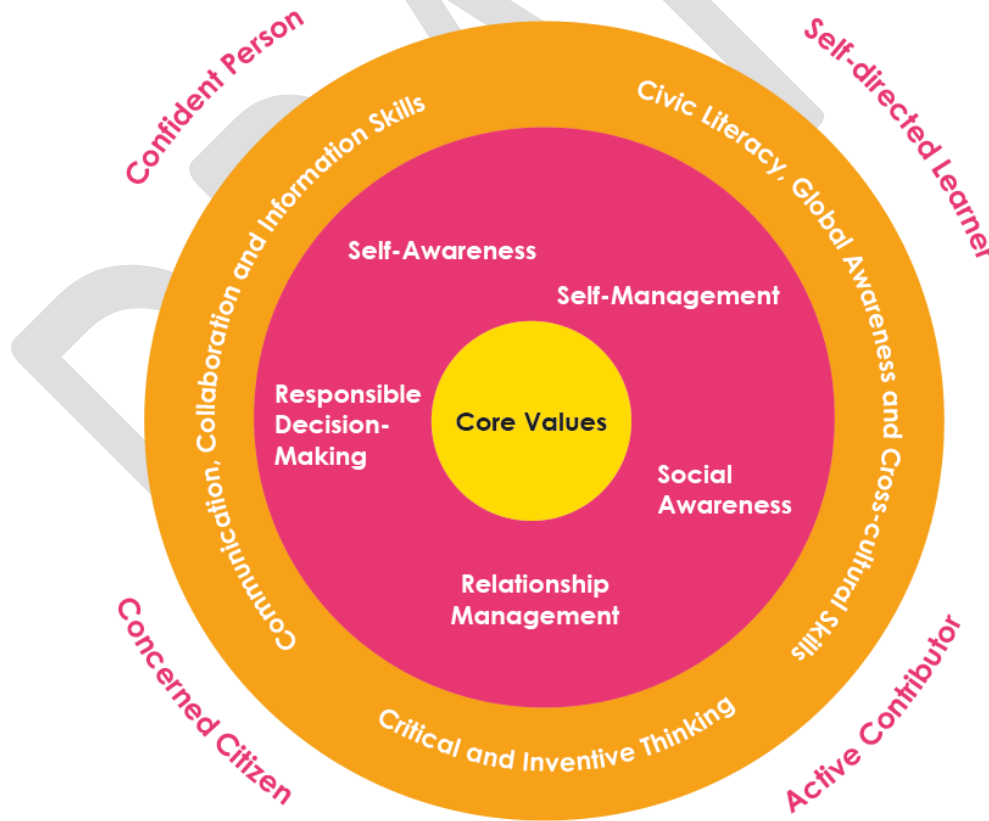 Confident Person
Self-directed Learner
Communication, Collaboration and Information Skills
Civic Literacy, Global Awareness and Cross-cultural Skills
Self-Awareness
Self-Management
Responsible
Decision-
Making
Core Values
Social
Awareness
Relationship
Management
Critical and Inventive Thinking
Concerned Citizen
Active Contributor